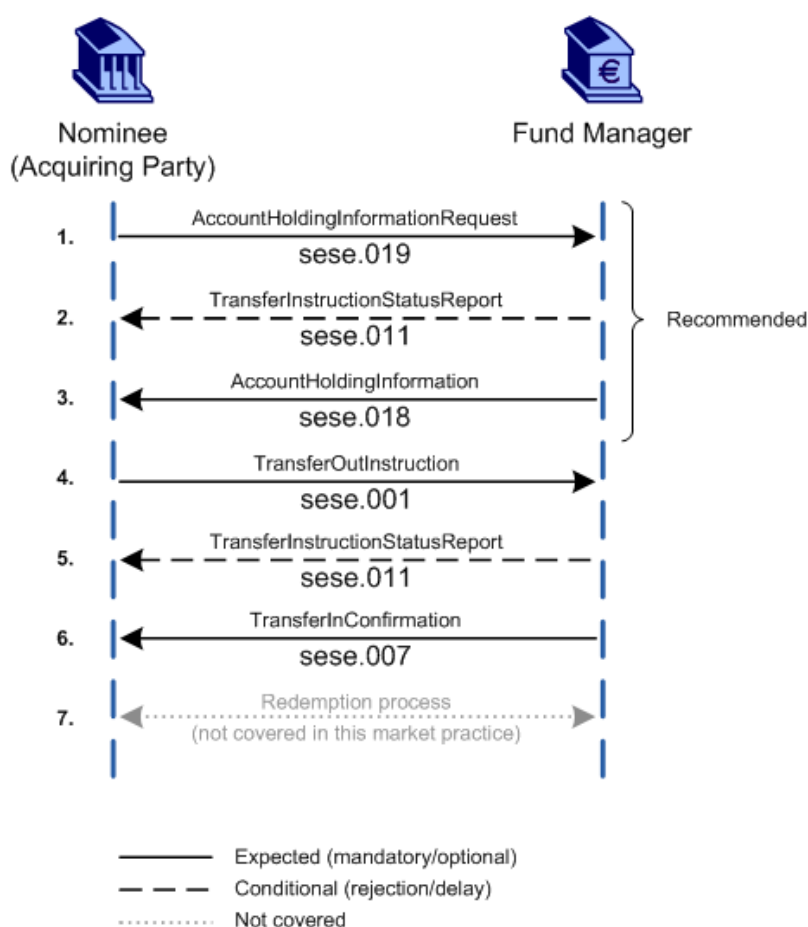 Nominee
(Acquiring Party)
Fund Manager
1.
AccountHoldingInformationRequest
sese.019
2.
TransferInstructionStatusReport
sese.011
Recommended
3.
AccountHoldingInformation
sese.018
4.
TransferOutInstruction
sese.001
5.
TransferInstructionStatusReport
sese.011
6.
TransferInConfirmation
sese.007
7.
Redemption process
(not covered in this market practice)
Expected (mandatory/optional)
Conditional (rejection/delay)
Not covered